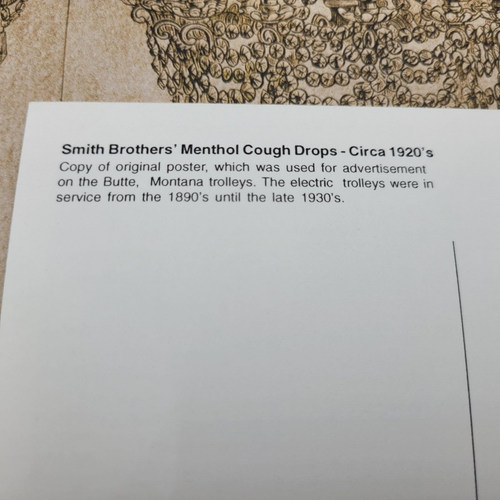 Smith Brothers' Menthol Cough Drops - Circa 1920's
Copy of original poster, which was used for advertisement
on the Butte, Montana trolleys. The electric trolleys were in
service from the 1890's until the late 1930's.